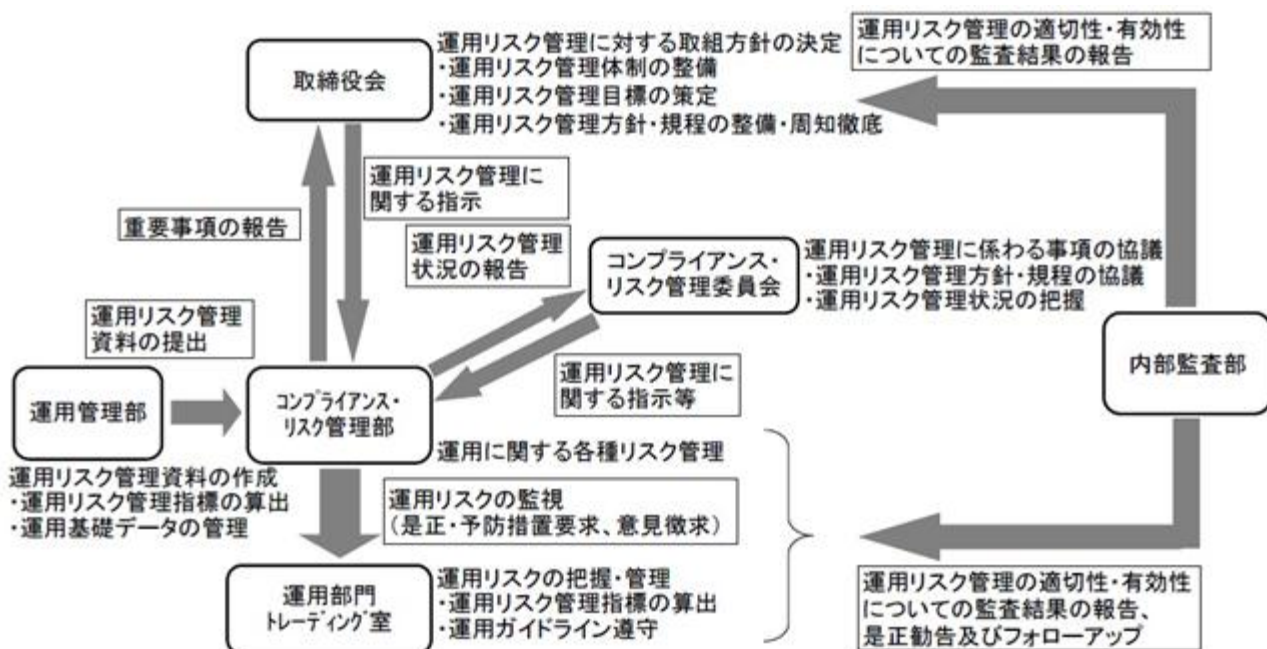 取締役会
運用リスク管理に対する取組方針の決定
・運用リスク管理体制の整備
・運用リスク管理目標の策定
・運用リスク管理方針・規程の整備・周知徹底
運用リスク管理の適切性・有効性
についての監査結果の報告
重要事項の報告
運用リスク管理に
関する指示
運用リスク管理
状況の報告
コンプライアンス・
リスク管理委員会
運用リスク管理に係わる事項の協議
・運用リスク管理方針・規程の協議
・運用リスク管理状況の把握
運用リスク管理
資料の提出
運用リスク管理に
関する指示等
内部監査部
運用管理部
コンプライアンス・
リスク管理部
運用に関する各種リスク管理
運用リスク管理資料の作成
・運用リスク管理指標の算出
・運用基礎データの管理
運用リスクの監視
(是正・予防措置要求、意見徴求)
運用部門
トレーディング室
運用リスクの把握・管理
・運用リスク管理指標の算出
・運用ガイドライン遵守
運用リスク管理の適切性・有効性
についての監査結果の報告、
是正勧告及びフォローアップ